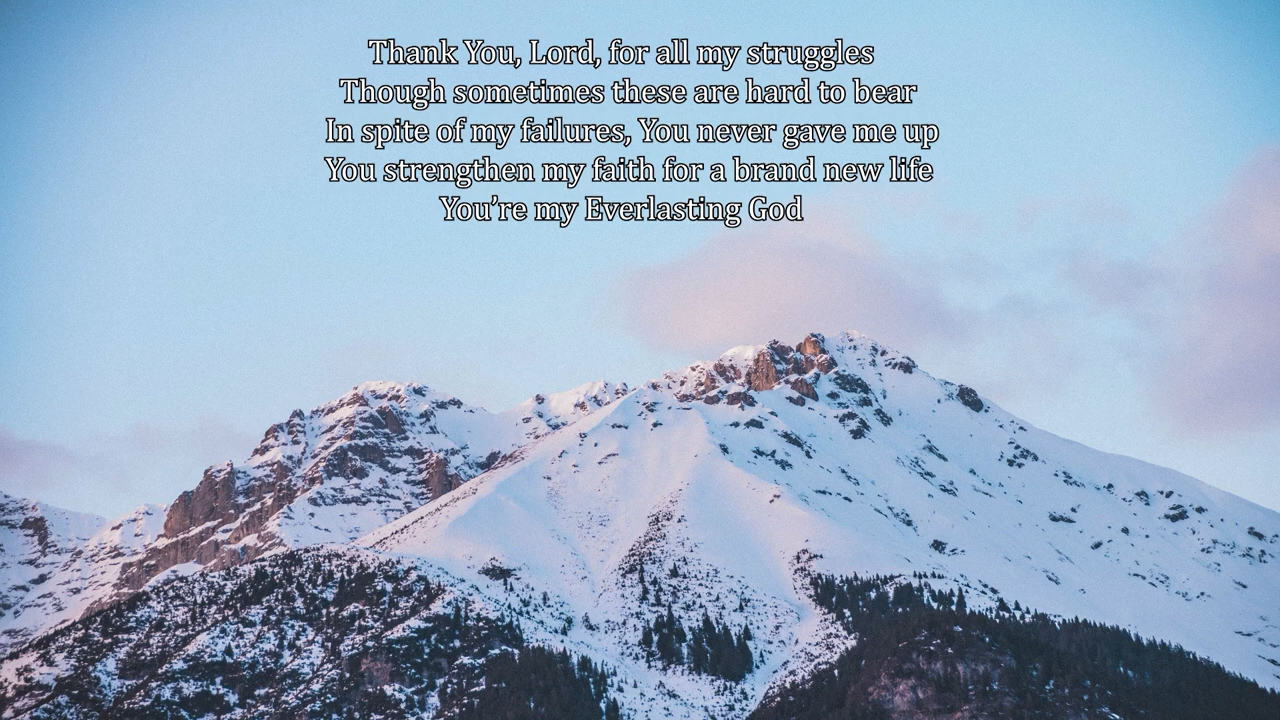 Thank You, Lord, for all my struggles
Though sometimes these are hard to bear
In spite of my failures, You never gave me up
You strengthen my faith for a brand new life
You’re my Everlasting God